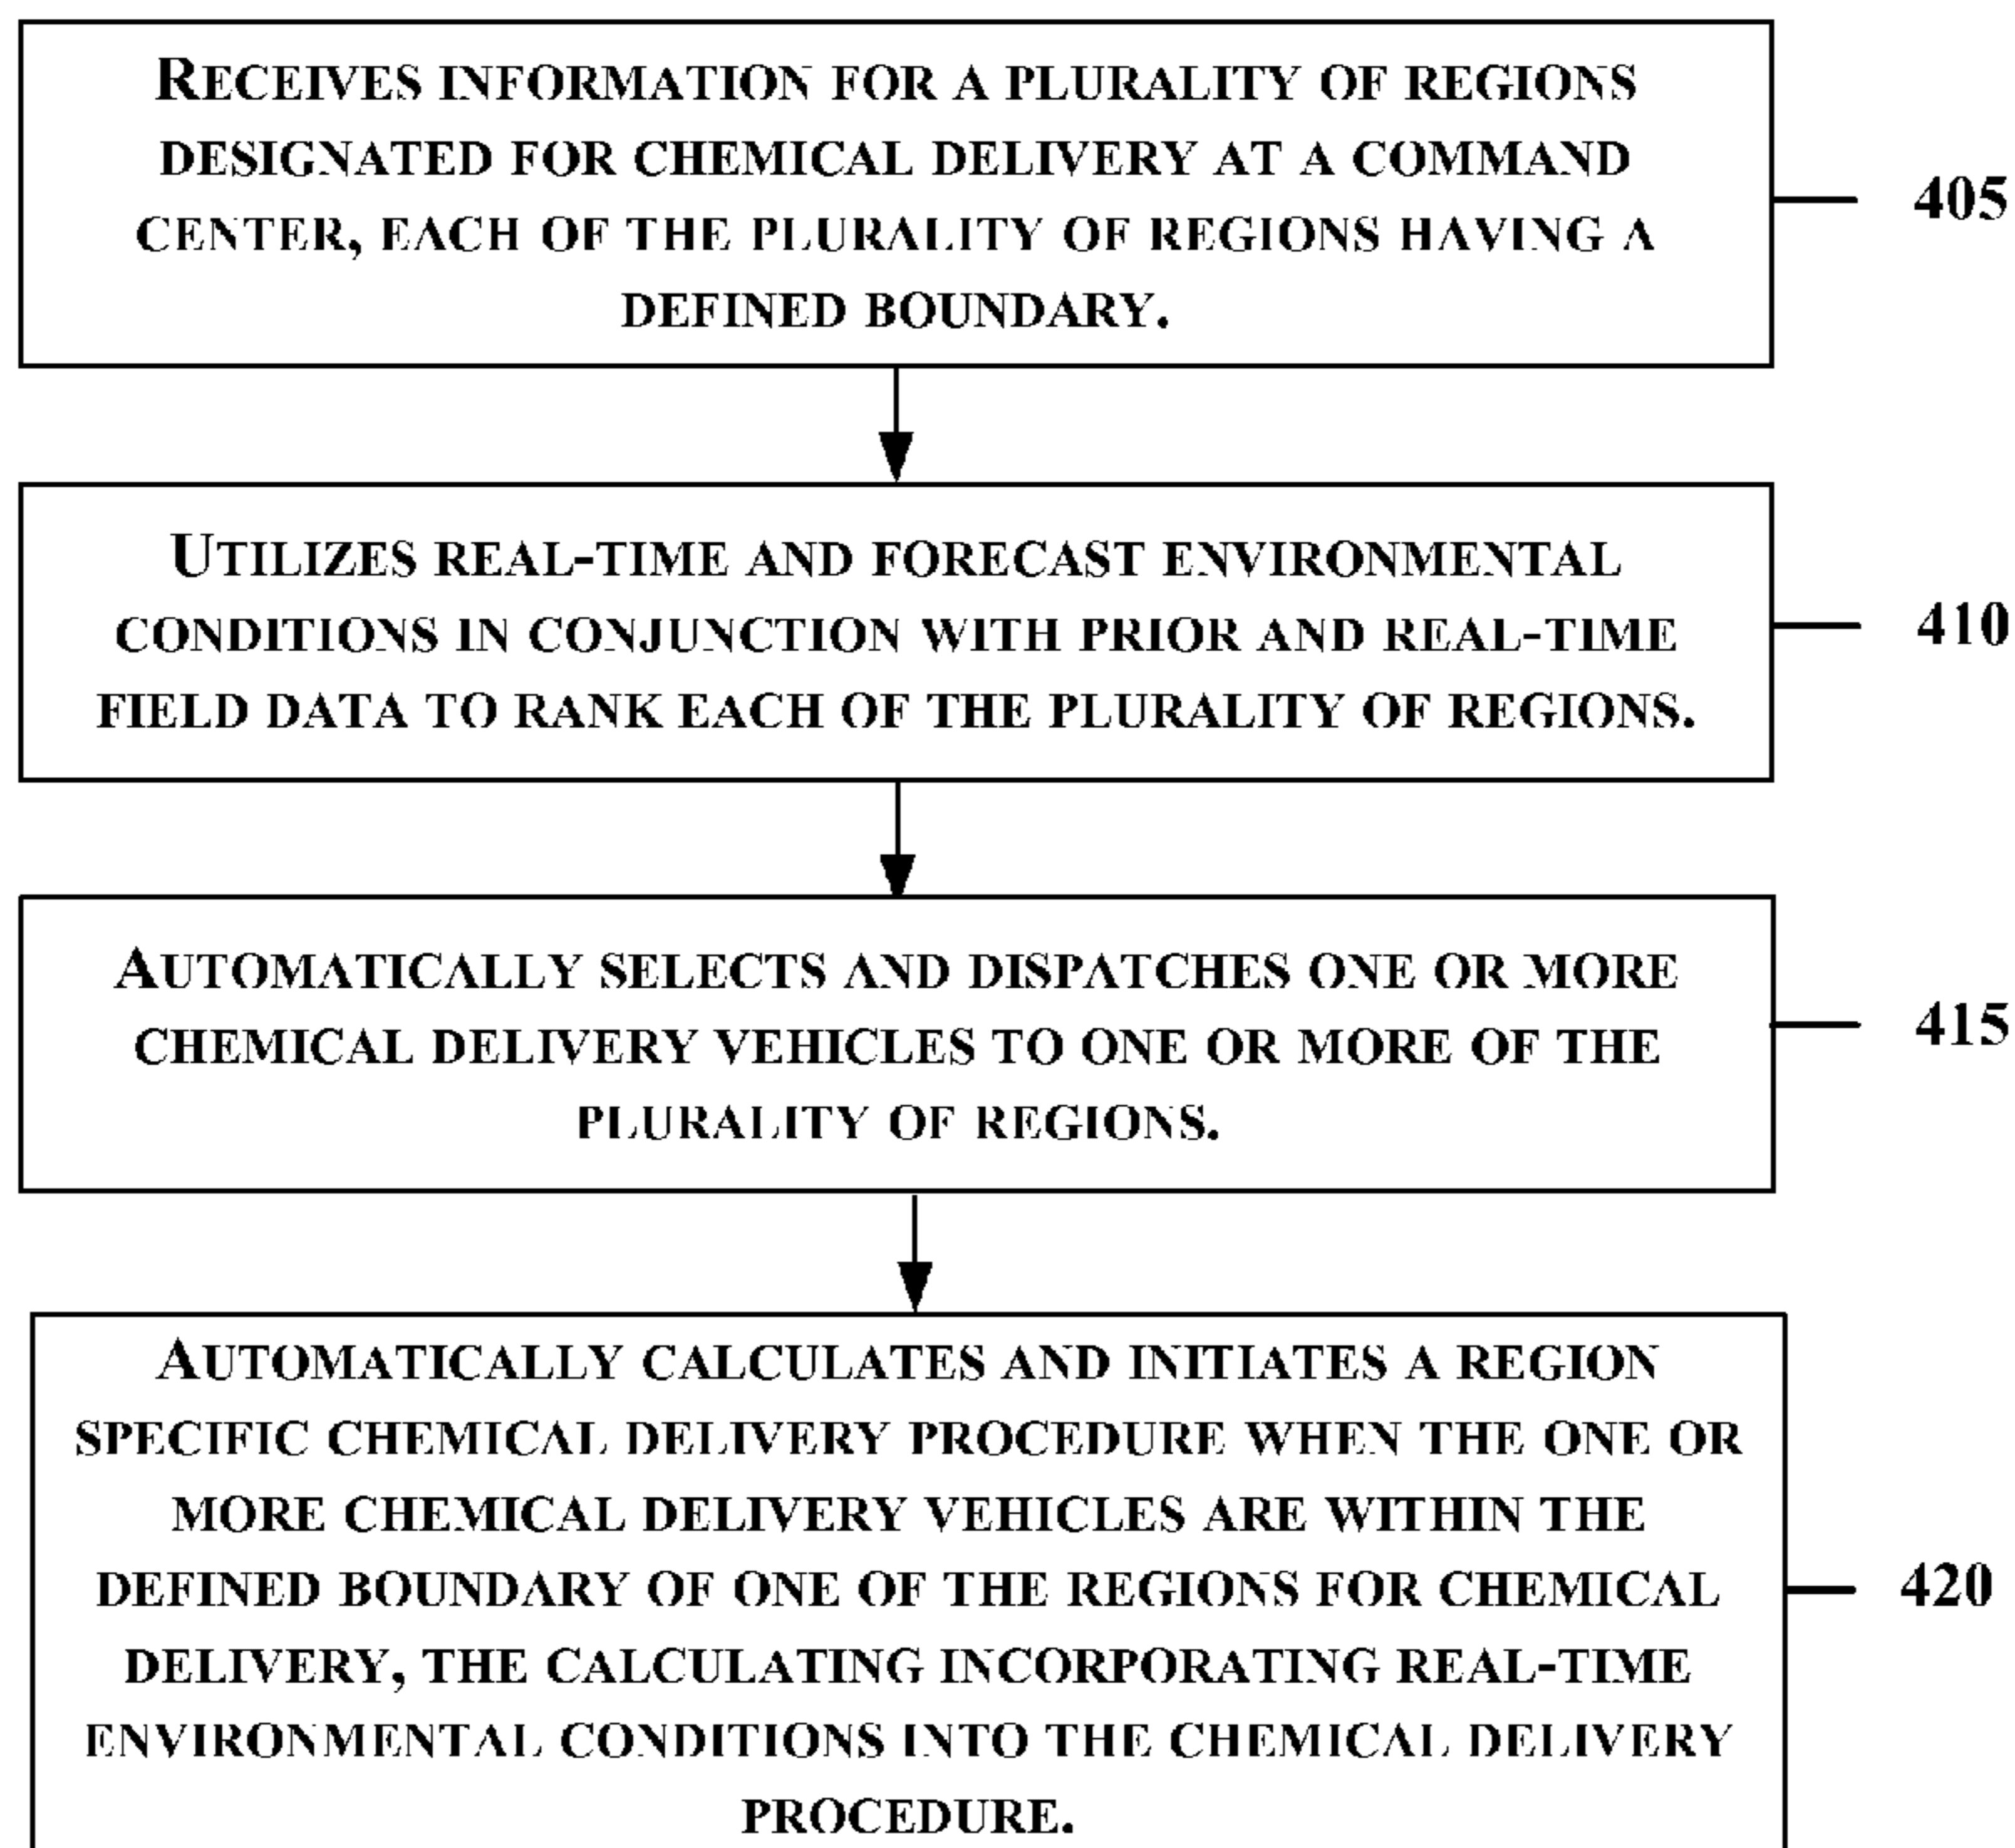 RECEIVES INFORMATION FOR A PLURALITY OF REGIONS
DESIGNATED FOR CHEMICAL DELIVERY AT A COMMAND
CENTER, EACH OF THE PLURALITY OF REGIONS HAVING A
DEFINED BOUNDARY.
405
UTILIZES REAL-TIME AND FORECAST ENVIRONMENTAL
CONDITIONS IN CONJUNCTION WITH PRIOR AND REAL-TIME
FIELD DATA TO RANK EACH OF THE PLURALITY OF REGIONS.
410
AUTOMATICALLY SELECTS AND DISPATCHES ONE OR MORE
CHEMICAL DELIVERY VEHICLES TO ONE OR MORE OF THE
PLURALITY OF REGIONS.
415
AUTOMATICALLY CALCULATES AND INITIATES A REGION
SPECIFIC CHEMICAL DELIVERY PROCEDURE WHEN THE ONE OR
MORE CHEMICAL DELIVERY VEHICLES ARE WITHIN THE
DEFINED BOUNDARY OF ONE OF THE REGIONS FOR CHEMICAL
DELIVERY, THE CALCULATING INCORPORATING REAL-TIME
ENVIRONMENTAL CONDITIONS INTO THE CHEMICAL DELIVERY
PROCEDURE.
420